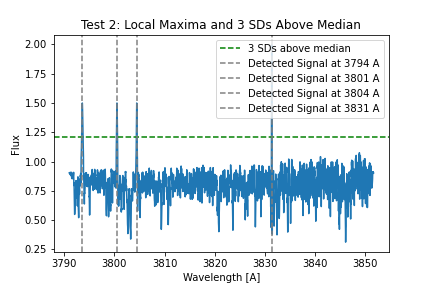 Test 2: Local Maxima and 3 SDs Above Median
2.00
1.75
1.50
1.25
1.00
0.75
0.50
0.25
Flux
3 SDs above median
Detected Signal at 3794 A
Detected Signal at 3801 A
Detected Signal at 3804 A
Detected Signal at 3831 A
3790 3800 3810 3820 3830 3840 3850
Wavelength [A]